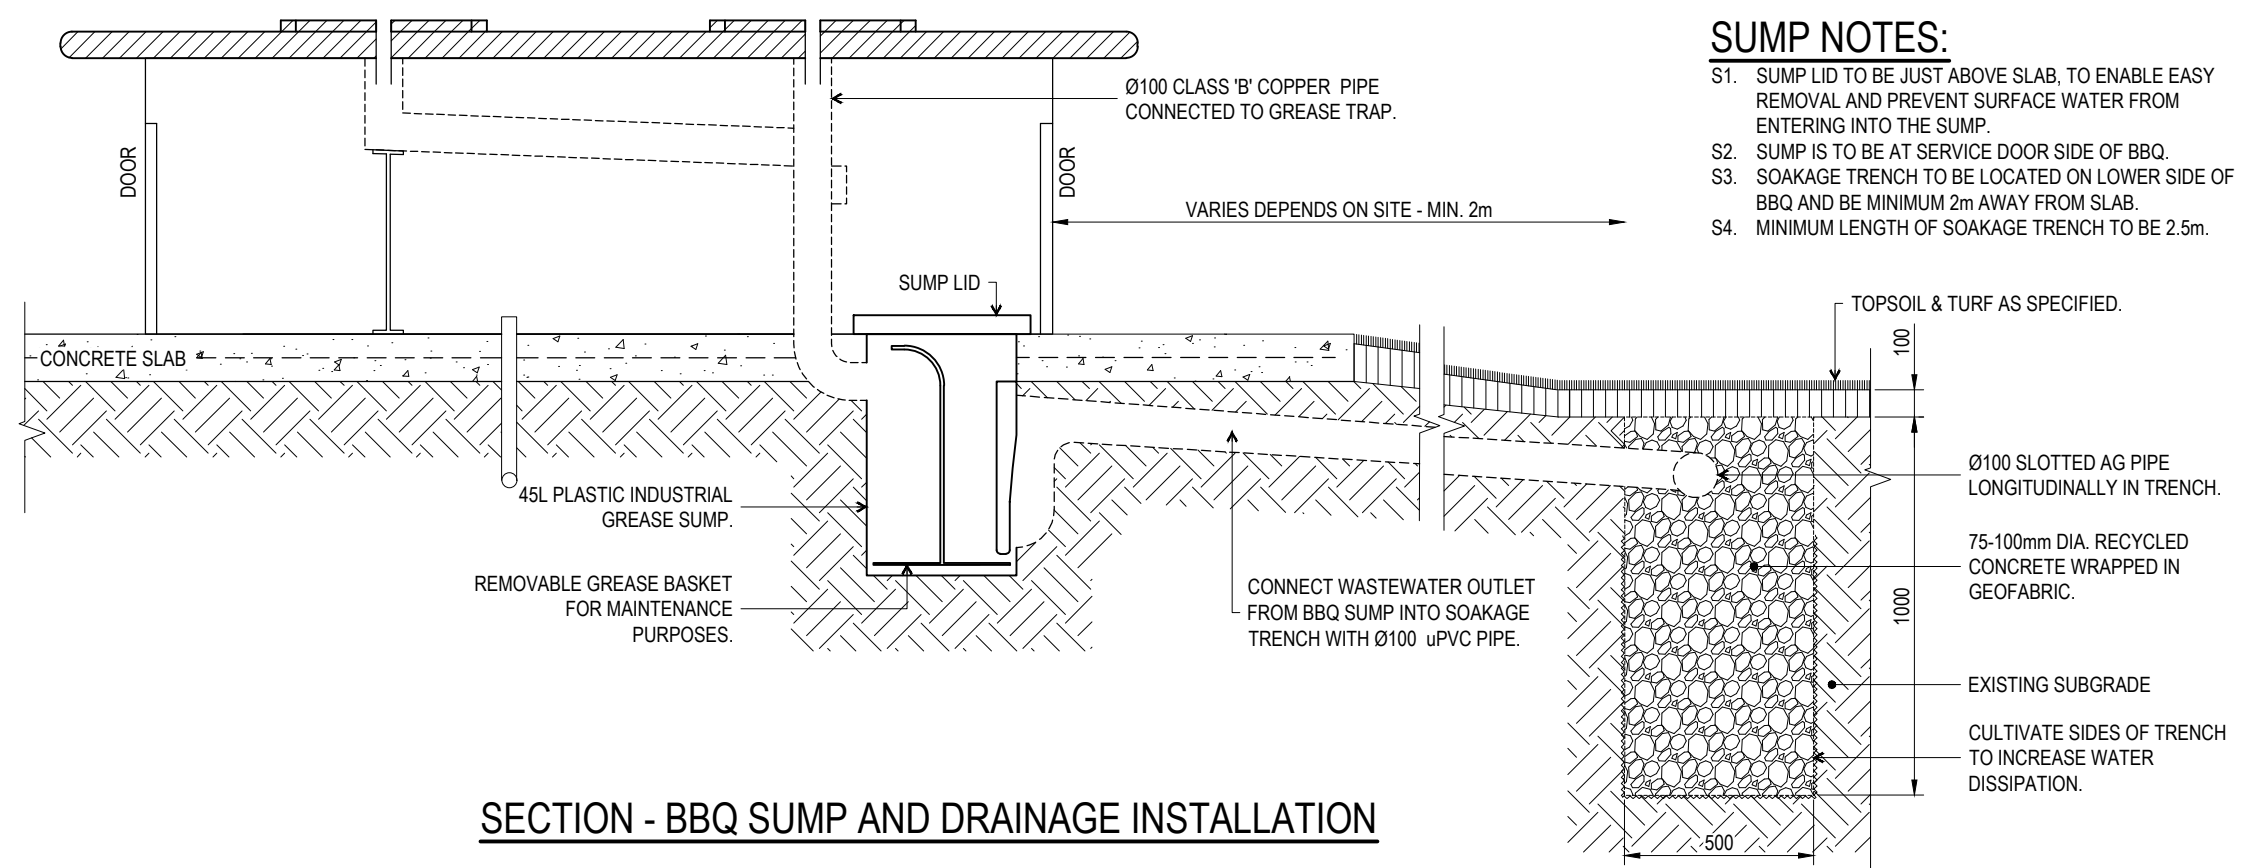 SUMP NOTES:
S1. SUMP LID TO BE JUST ABOVE SLAB, TO ENABLE EASY
REMOVAL AND PREVENT SURFACE WATER FROM
ENTERING INTO THE SUMP.
S2. SUMP IS TO BE AT SERVICE DOOR SIDE OF BBQ.
S3. SOAKAGE TRENCH TO BE LOCATED ON LOWER SIDE OF
BBQ AND BE MINIMUM 2m AWAY FROM SLAB.
S4. MINIMUM LENGTH OF SOAKAGE TRENCH TO BE 2.5m.
Ø100 CLASS 'B' COPPER PIPE
CONNECTED TO GREASE TRAP.
DOOR
DOOR
VARIES DEPENDS ON SITE - MIN. 2m
SUMP LID
TOPSOIL & TURF AS SPECIFIED.
100
CONCRETE SLAB
Ø100 SLOTTED AG PIPE
LONGITUDINALLY IN TRENCH.
45L PLASTIC INDUSTRIAL
GREASE SUMP.
75-100mm DIA. RECYCLED
CONCRETE WRAPPED IN
GEOFABRIC.
1000
REMOVABLE GREASE BASKET
FOR MAINTENANCE
PURPOSES.
CONNECT WASTEWATER OUTLET
FROM BBQ SUMP INTO SOAKAGE
TRENCH WITH Ø100 uPVC PIPE.
EXISTING SUBGRADE
CULTIVATE SIDES OF TRENCH
TO INCREASE WATER
DISSIPATION.
500
SECTION - BBQ SUMP AND DRAINAGE INSTALLATION